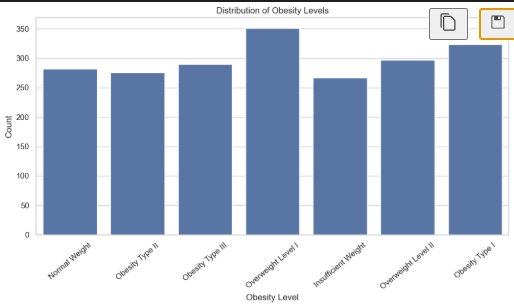 Distribution of Obesity Levels
350
300
250
200
150
100
50
0
Count
Normal Weight
Obesity Type II
Obesity Type III
Overweight Level I
Insufficient Weight
Overweight Level II
Obesity Type I
Obesity Level